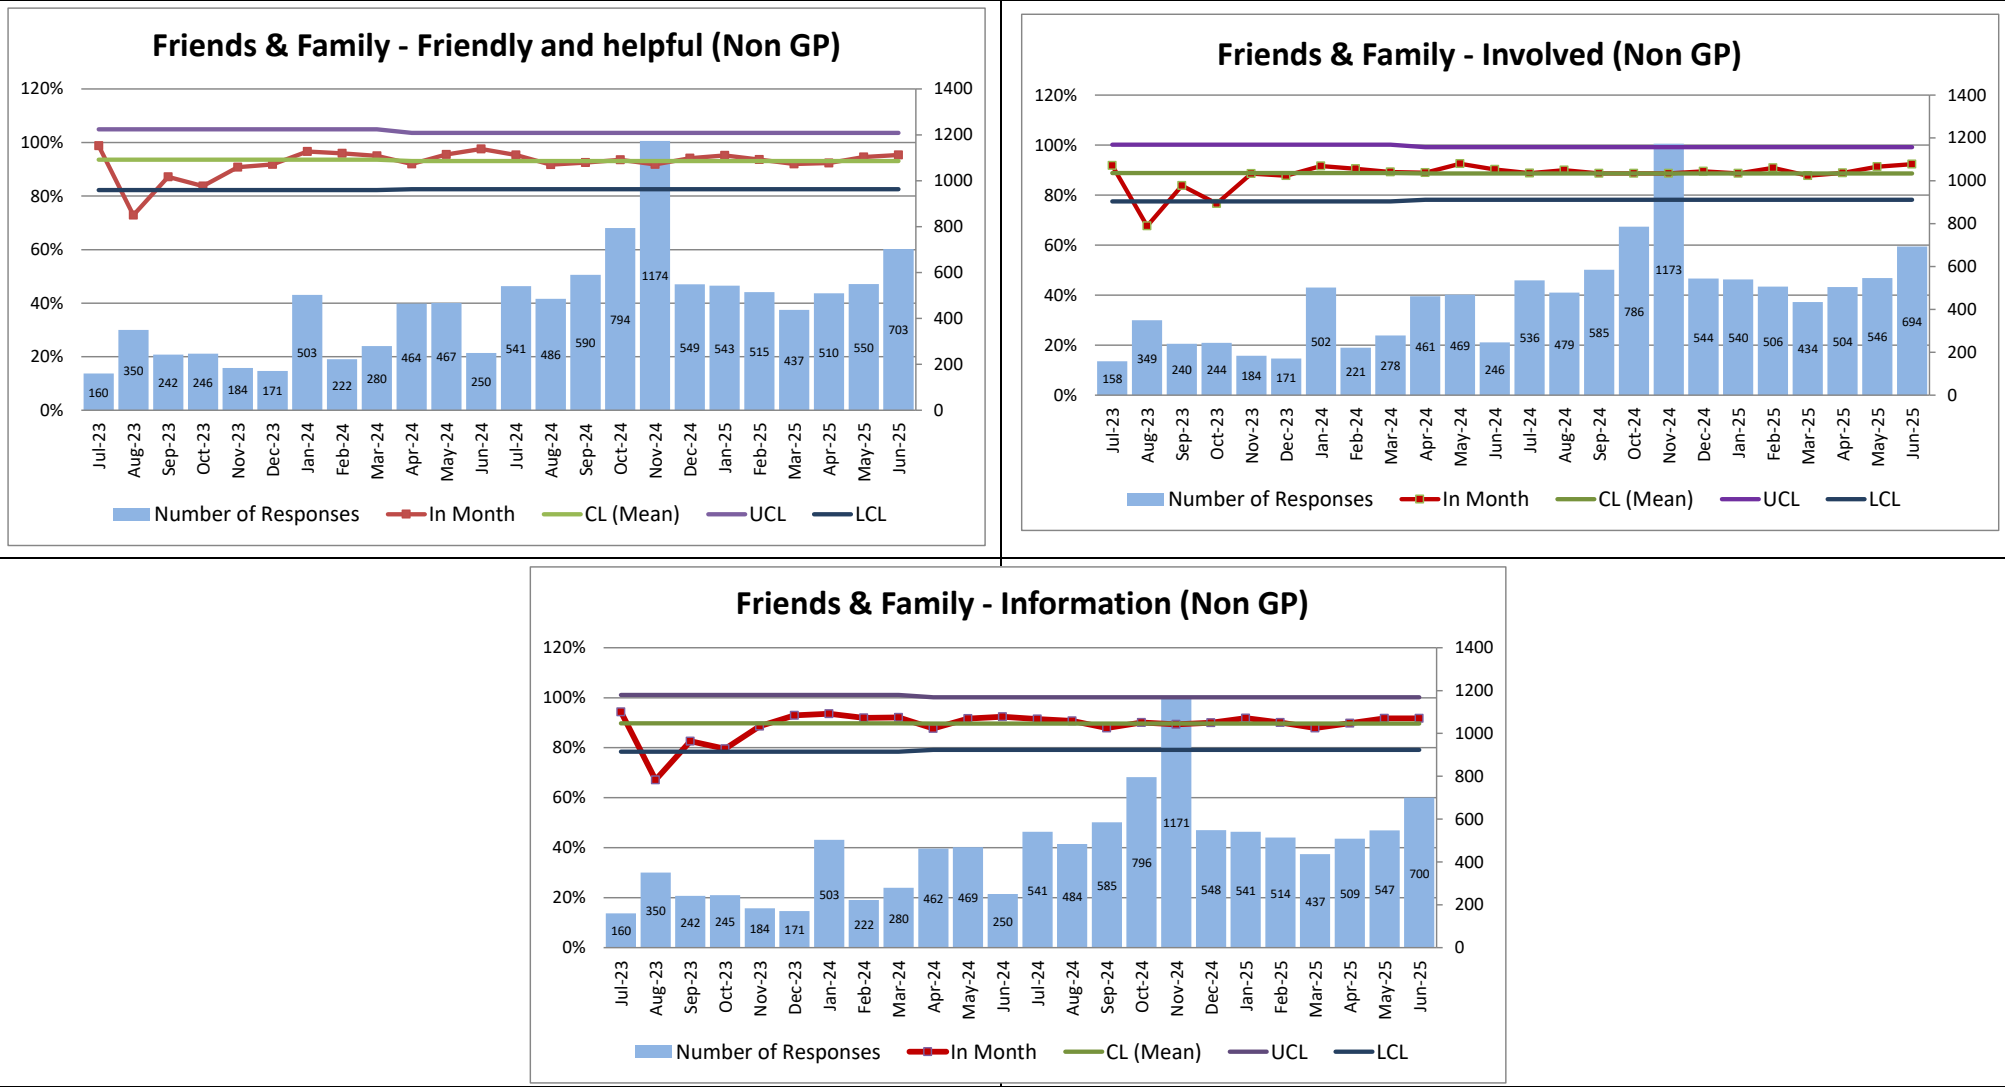 Friends & Family - Friendly and helpful (Non GP)
120%
100%
80%
60%
40%
20%
0%
1400
1200
1000
800
600
400
200
0
160
350
242
246
184
171
503
222
280
464
467
250
541
486
590
794
1174
549
543
515
437
510
550
703
Jul-23
Aug-23
Sep-23
Oct-23
Nov-23
Dec-23
Jan-24
Feb-24
Mar-24
Apr-24
May-24
Jun-24
Jul-24
Aug-24
Sep-24
Oct-24
Nov-24
Dec-24
Jan-25
Feb-25
Mar-25
Apr-25
May-25
Jun-25
Number of Responses In Month CL (Mean) UCL LCL
Friends & Family - Involved (Non GP)
120%
100%
80%
60%
40%
20%
0%
1400
1200
1000
800
600
400
200
0
158
349
240
244
184
171
502
221
278
461
469
246
536
479
585
786
1173
544
540
506
434
504
546
694
Jul-23
Aug-23
Sep-23
Oct-23
Nov-23
Dec-23
Jan-24
Feb-24
Mar-24
Apr-24
May-24
Jun-24
Jul-24
Aug-24
Sep-24
Oct-24
Nov-24
Dec-24
Jan-25
Feb-25
Mar-25
Apr-25
May-25
Jun-25
Number of Responses In Month CL (Mean) UCL LCL
Friends & Family - Information (Non GP)
120%
100%
80%
60%
40%
20%
0%
1400
1200
1000
800
600
400
200
0
160
350
242
245
184
171
503
222
280
462
469
250
541
484
585
796
1171
548
541
514
437
509
547
700
Jul-23
Aug-23
Sep-23
Oct-23
Nov-23
Dec-23
Jan-24
Feb-24
Mar-24
Apr-24
May-24
Jun-24
Jul-24
Aug-24
Sep-24
Oct-24
Nov-24
Dec-24
Jan-25
Feb-25
Mar-25
Apr-25
May-25
Jun-25
Number of Responses In Month CL (Mean) UCL LCL